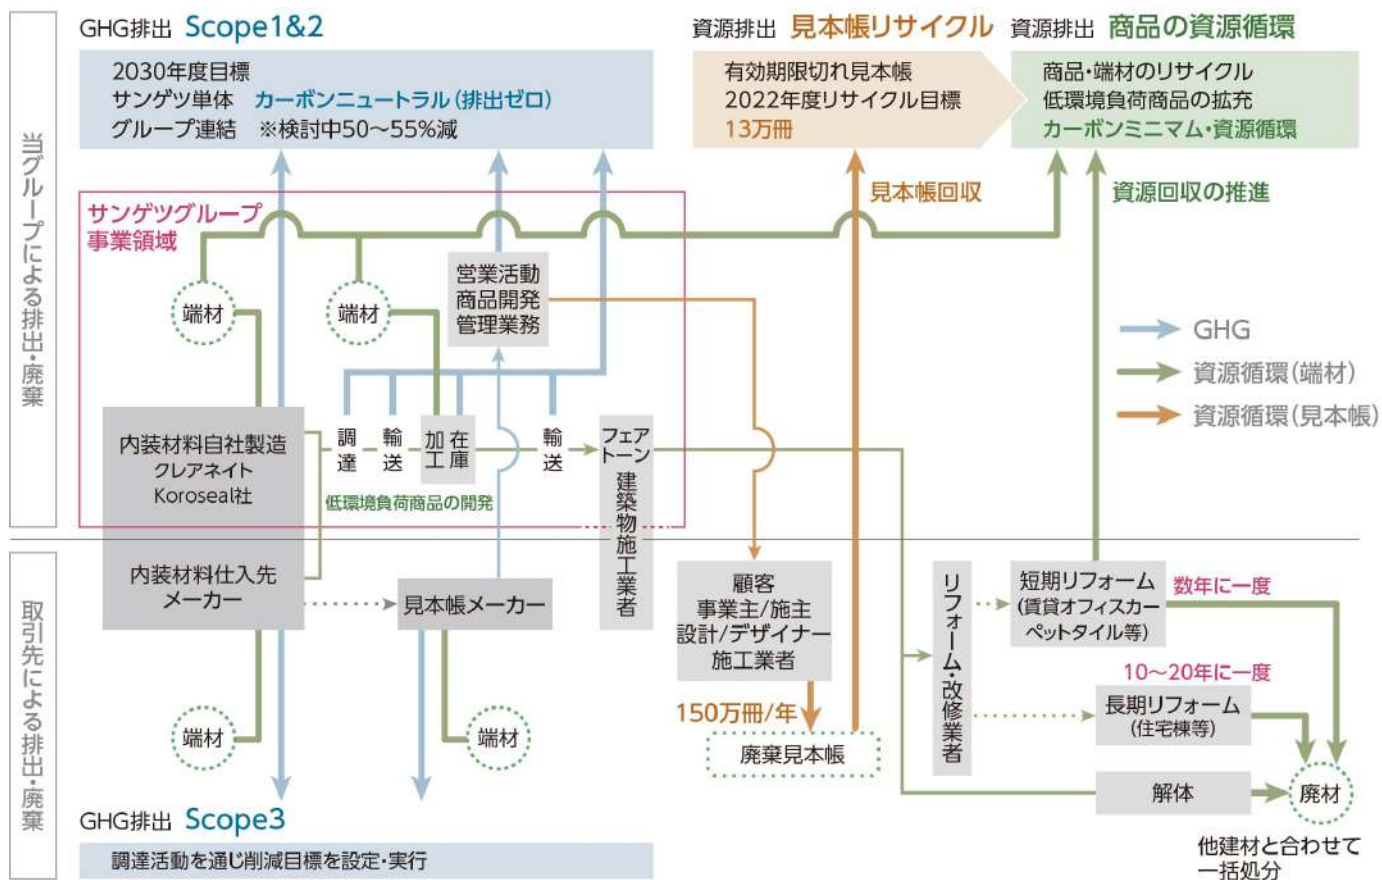 GHG排出 Scope1&2
2030年度目標
サンゲツ単体 カーボンニュートラル(排出ゼロ)
グループ連結 ※検討中50〜55%減
資源排出 見本帳リサイクル
有効期限切れ見本帳
2022年度リサイクル目標
13万冊
資源排出 商品の資源循環
商品・端材のリサイクル
低環境負荷商品の拡充
カーボンミニマム・資源循環
当グループによる排出・廃棄
サンゲツグループ
事業領域
見本帳回収
資源回収の推進
端材
端材
営業活動
商品開発
管理業務
GHG
資源循環(端材)
資源循環(見本帳)
内装材料自社製造
クレアネイト
Koroseal社
調達
輸送
加工
在庫
輸送
フェア
トーン
建築物施工業者
低環境負荷商品の開発
取引先による排出・廃棄
内装材料仕入先
メーカー
見本帳メーカー
顧客
事業主/施主
設計/デザイナー
施工業者
リフォーム・改修業者
短期リフォーム
(賃貸オフィスカー
ペットタイル等)
数年に一度
10〜20年に一度
長期リフォーム
(住宅棟等)
端材
端材
150万冊/年
廃棄見本帳
解体
廃材
他建材と合わせて
一括処分
GHG排出 Scope3
調達活動を通じ削減目標を設定・実行